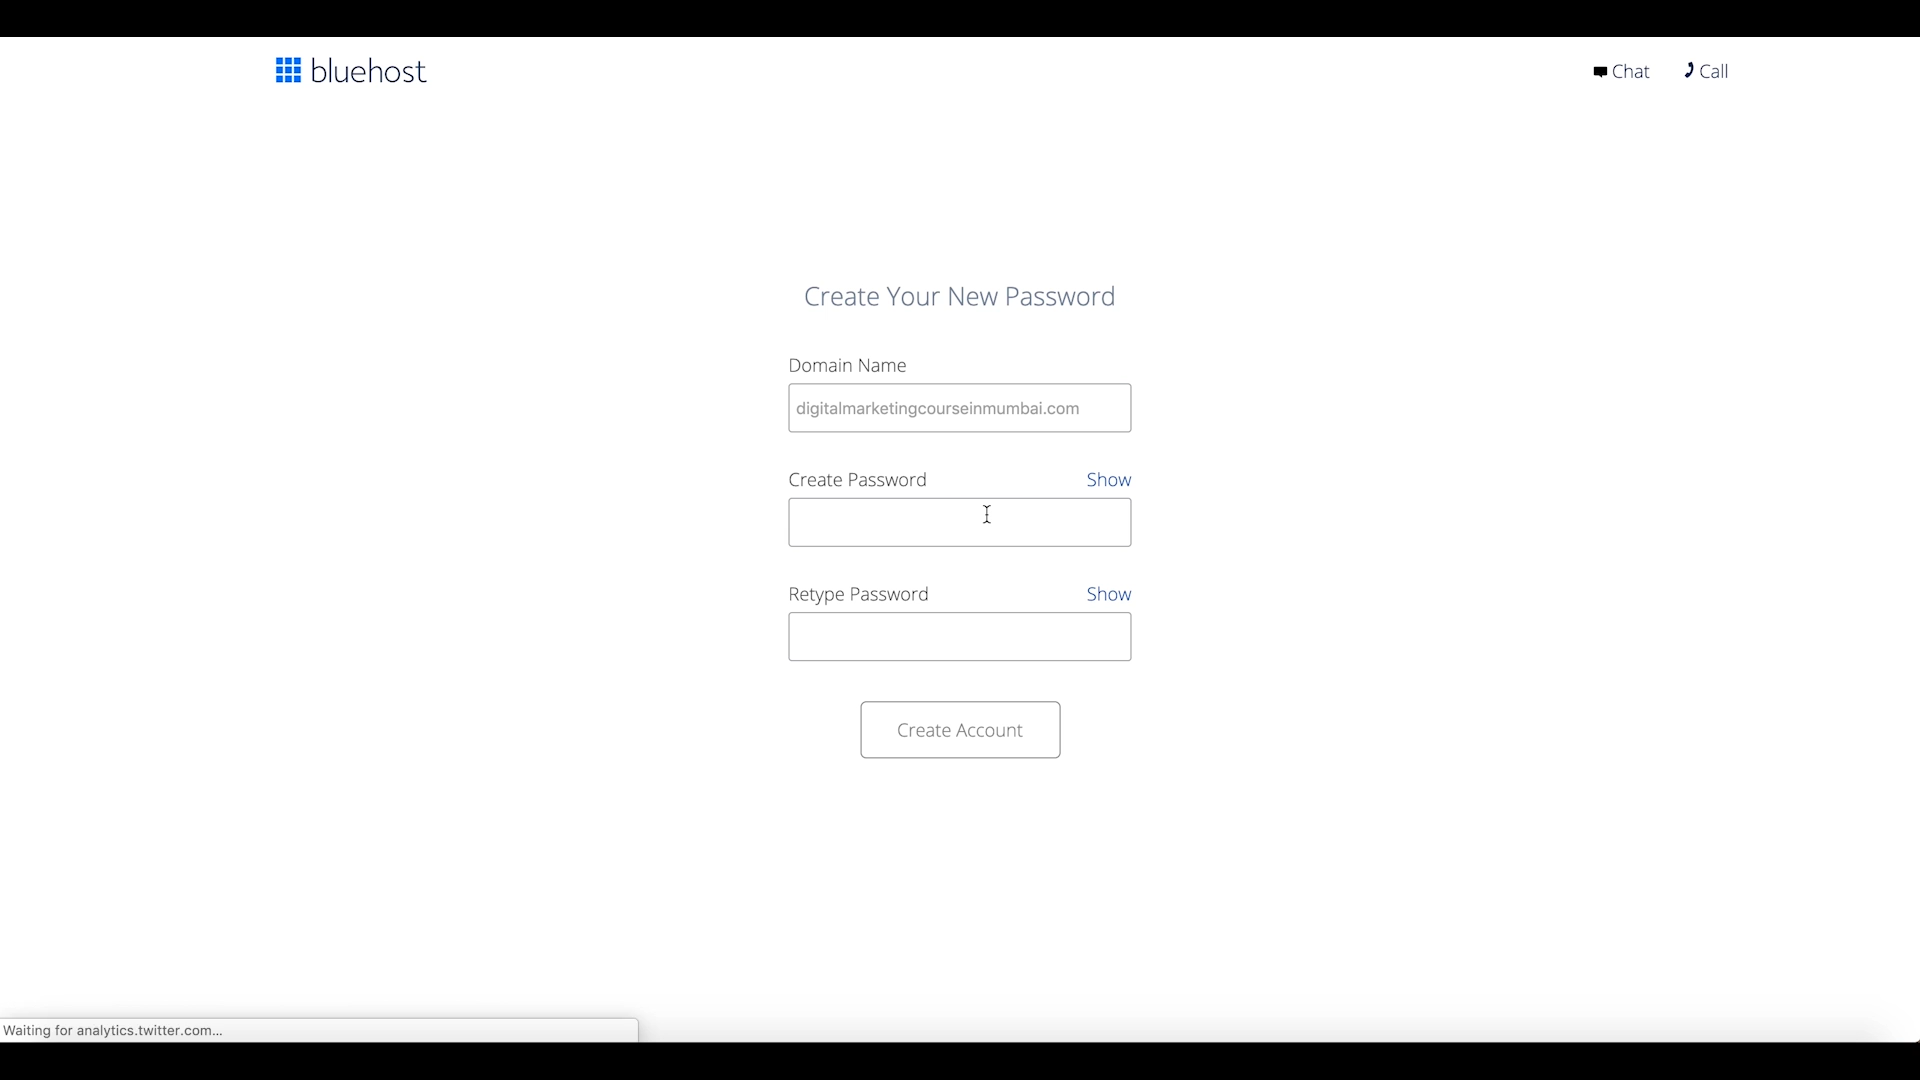 bluehost
Chat
Call
Create Your New Password
Domain Name
digitalmarketingcourseinmumbai.com
Create Password
Show
Retype Password
Show
Create Account
Waiting for analytics.twitter.com...